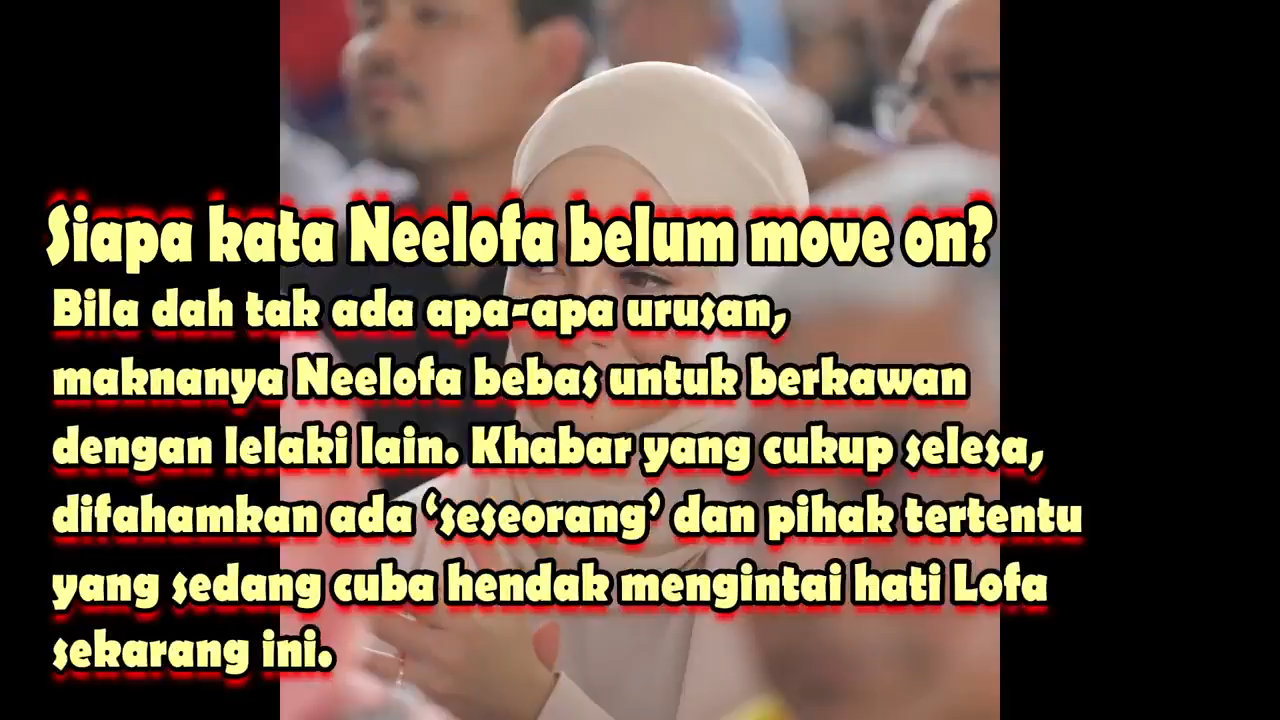 Siapa kata Neelofa belum move on?
Bila dah tak ada apa-apa urusan,
maknanya Neelofa bebas untuk berkawan
dengan lelaki lain. Khabar yang cukup selesa,
difahamkan ada ‘seseorang’ dan pihak tertentu
yang sedang cuba hendak mengintai hati Lofa
sekarang ini.